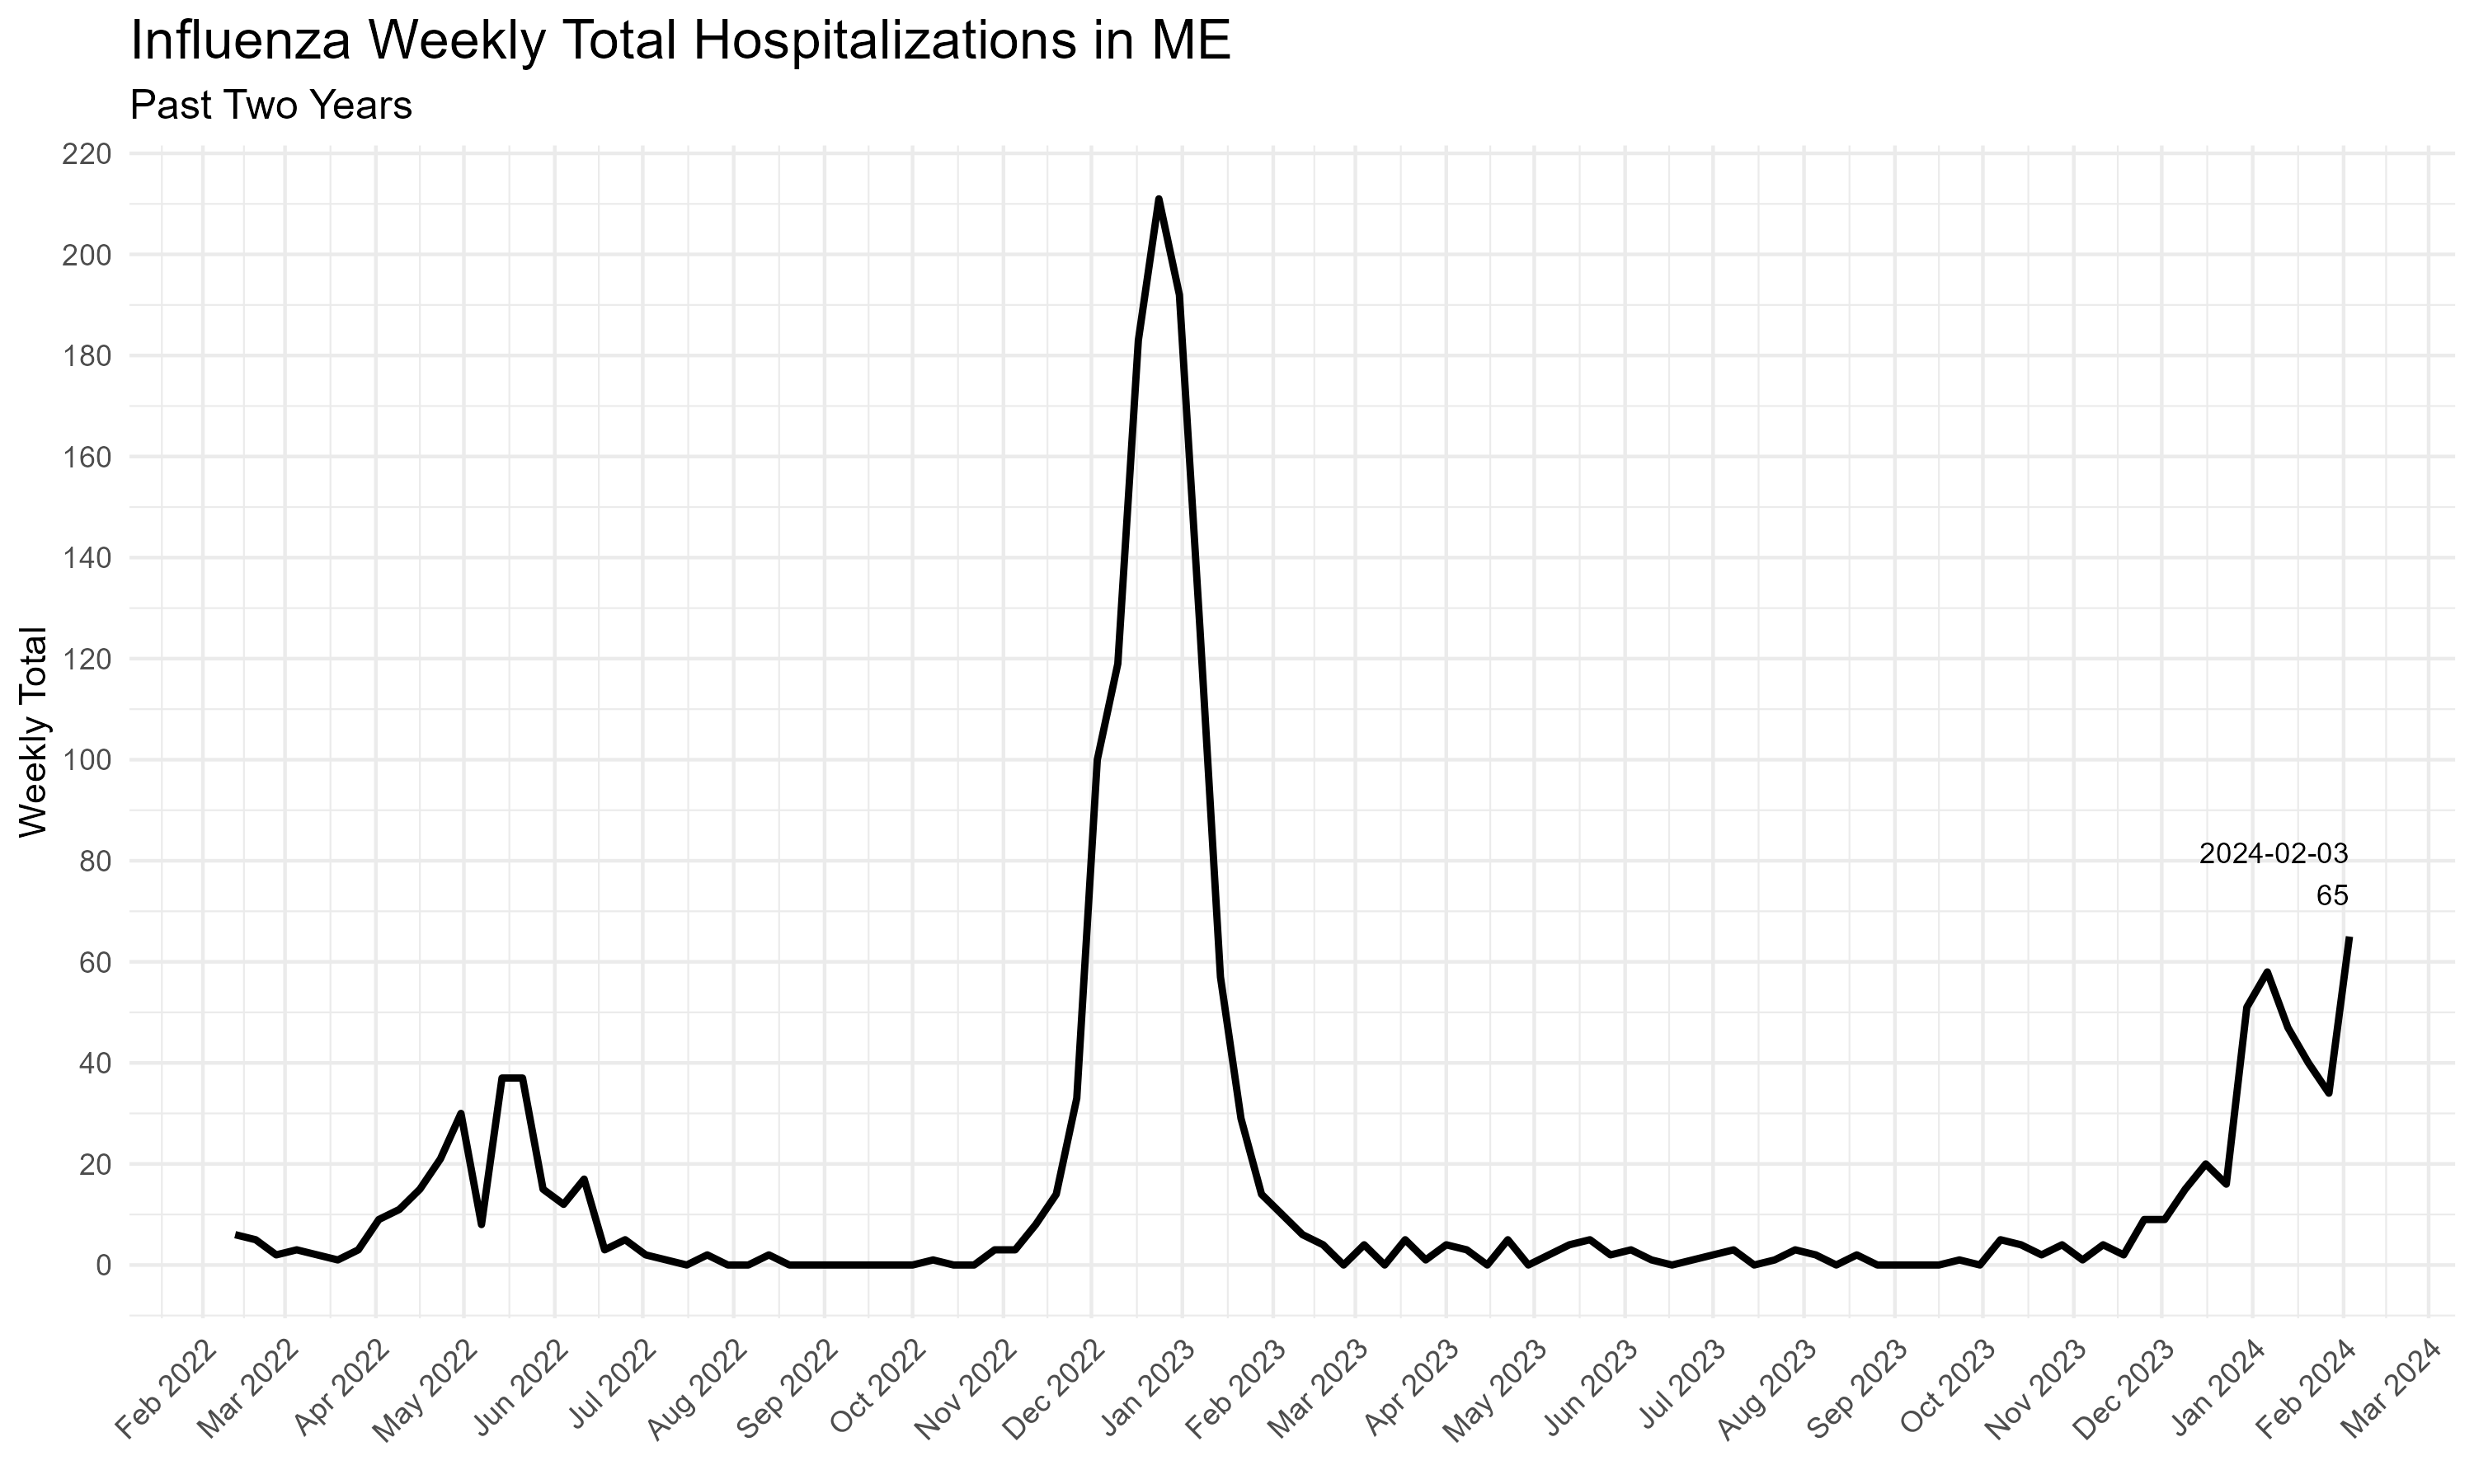 Influenza Weekly Total Hospitalizations in ME
Past Two Years
Weekly Total
220
200
180
160
140
120
100
80
60
40
20
0
2024-02-03
65
Feb 2022
Mar 2022
Apr 2022
May 2022
Jun 2022
Jul 2022
Aug 2022
Sep 2022
Oct 2022
Nov 2022
Dec 2022
Jan 2023
Feb 2023
Mar 2023
Apr 2023
May 2023
Jun 2023
Jul 2023
Aug 2023
Sep 2023
Oct 2023
Nov 2023
Dec 2023
Jan 2024
Feb 2024
Mar 2024